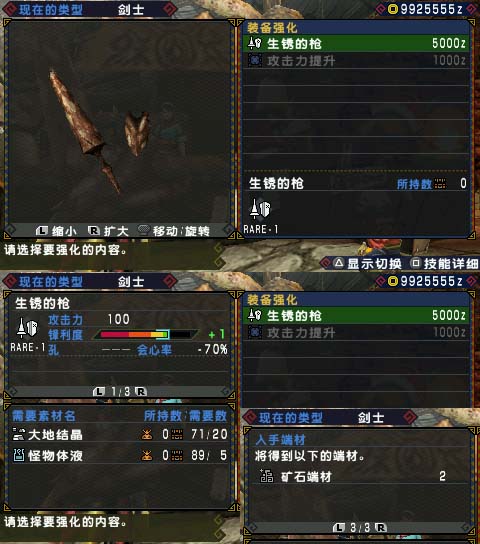 现在的类型 剑士
9925555z
装备强化
生锈的枪 5000z
攻击力提升 1000z
生锈的枪 所持数 0
RARE-1
L 缩小 R 扩大 移动/旋转
请选择要强化的内容。
△显示切换 □技能详细
现在的类型 剑士
9925555z
生锈的枪
攻击力 100
锋利度 +1
RARE-1 孔 --- 会心率 -70%
L 1/3 R
需要素材名 所持数/需要数
大地结晶 0 71/20
怪物体液 0 89/ 5
请选择要强化的内容。
装备强化
生锈的枪 5000z
攻击力提升 1000z
现在的类型 剑士
入手端材
将得到以下的端材。
矿石端材 2
L 3/3 R